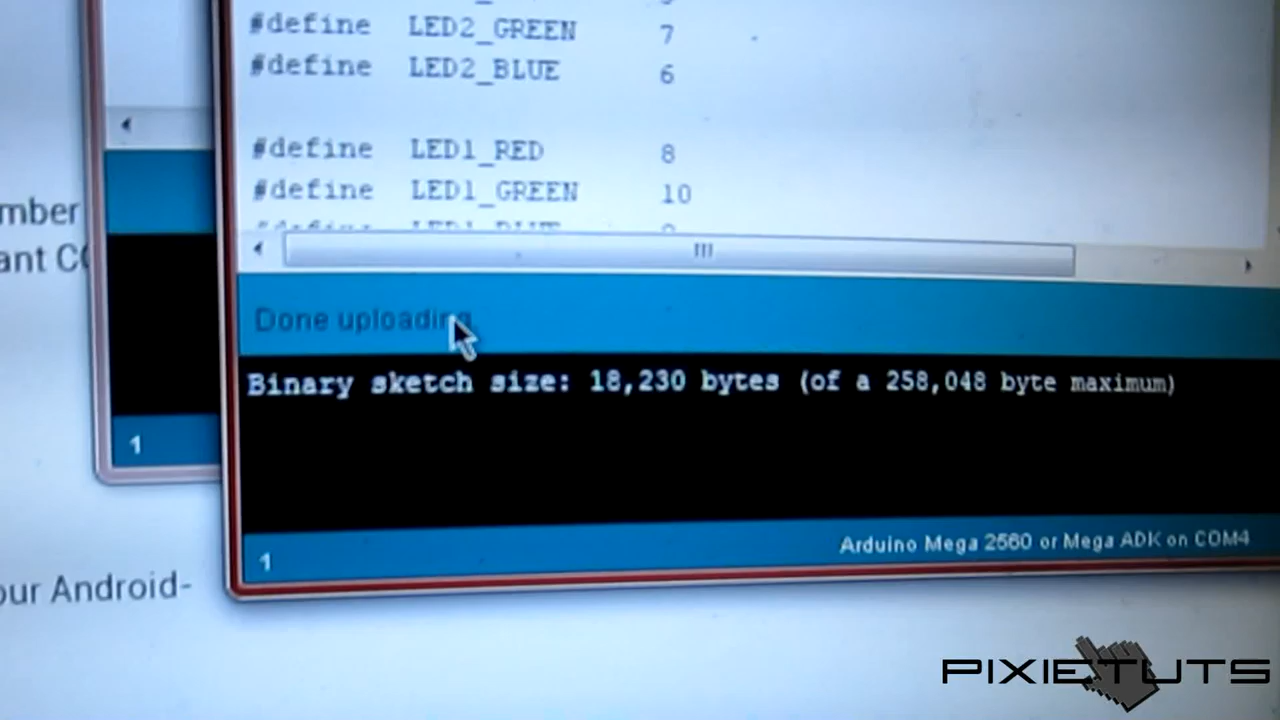 #define LED2_GREEN 7
#define LED2_BLUE 6
#define LED1_RED 8
#define LED1_GREEN 10
mber
ant CO
Done uploading
Binary sketch size: 18,230 bytes (of a 258,048 byte maximum)
1
1
Arduino Mega 2560 or Mega ADK on COM4
our Android-
PIXIETUTS